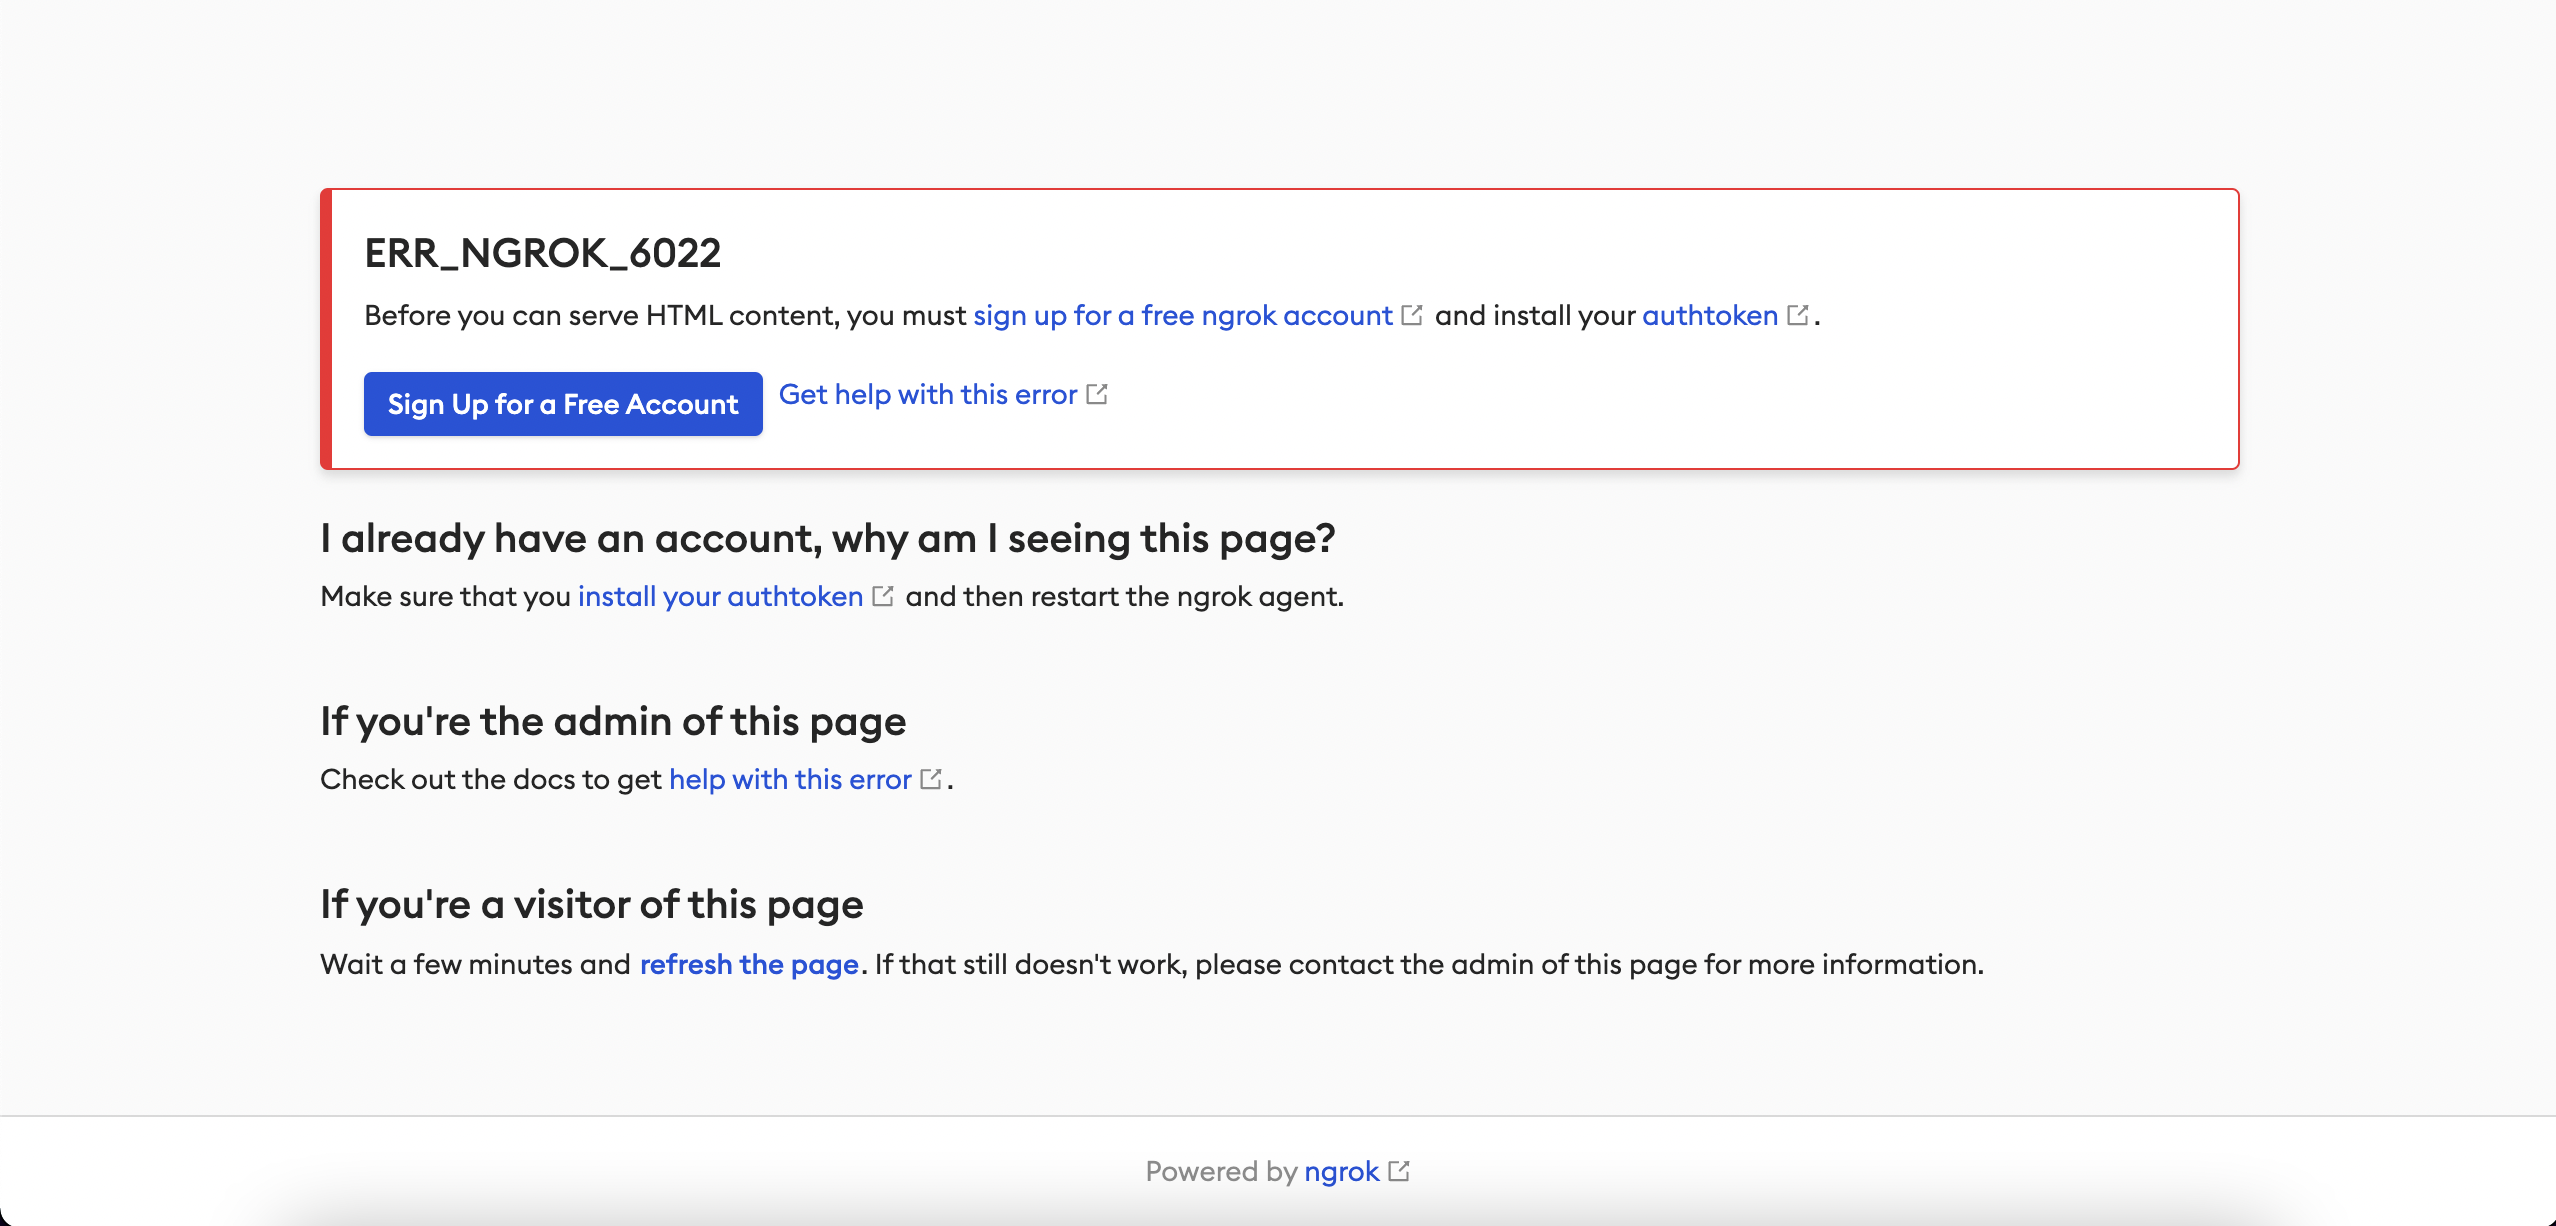 ERR_NGROK_6022
Before you can serve HTML content, you must sign up for a free ngrok account and install your authtoken.
Sign Up for a Free Account
Get help with this error
I already have an account, why am I seeing this page?
Make sure that you install your authtoken and then restart the ngrok agent.
If you're the admin of this page
Check out the docs to get help with this error.
If you're a visitor of this page
Wait a few minutes and refresh the page. If that still doesn't work, please contact the admin of this page for more information.
Powered by ngrok